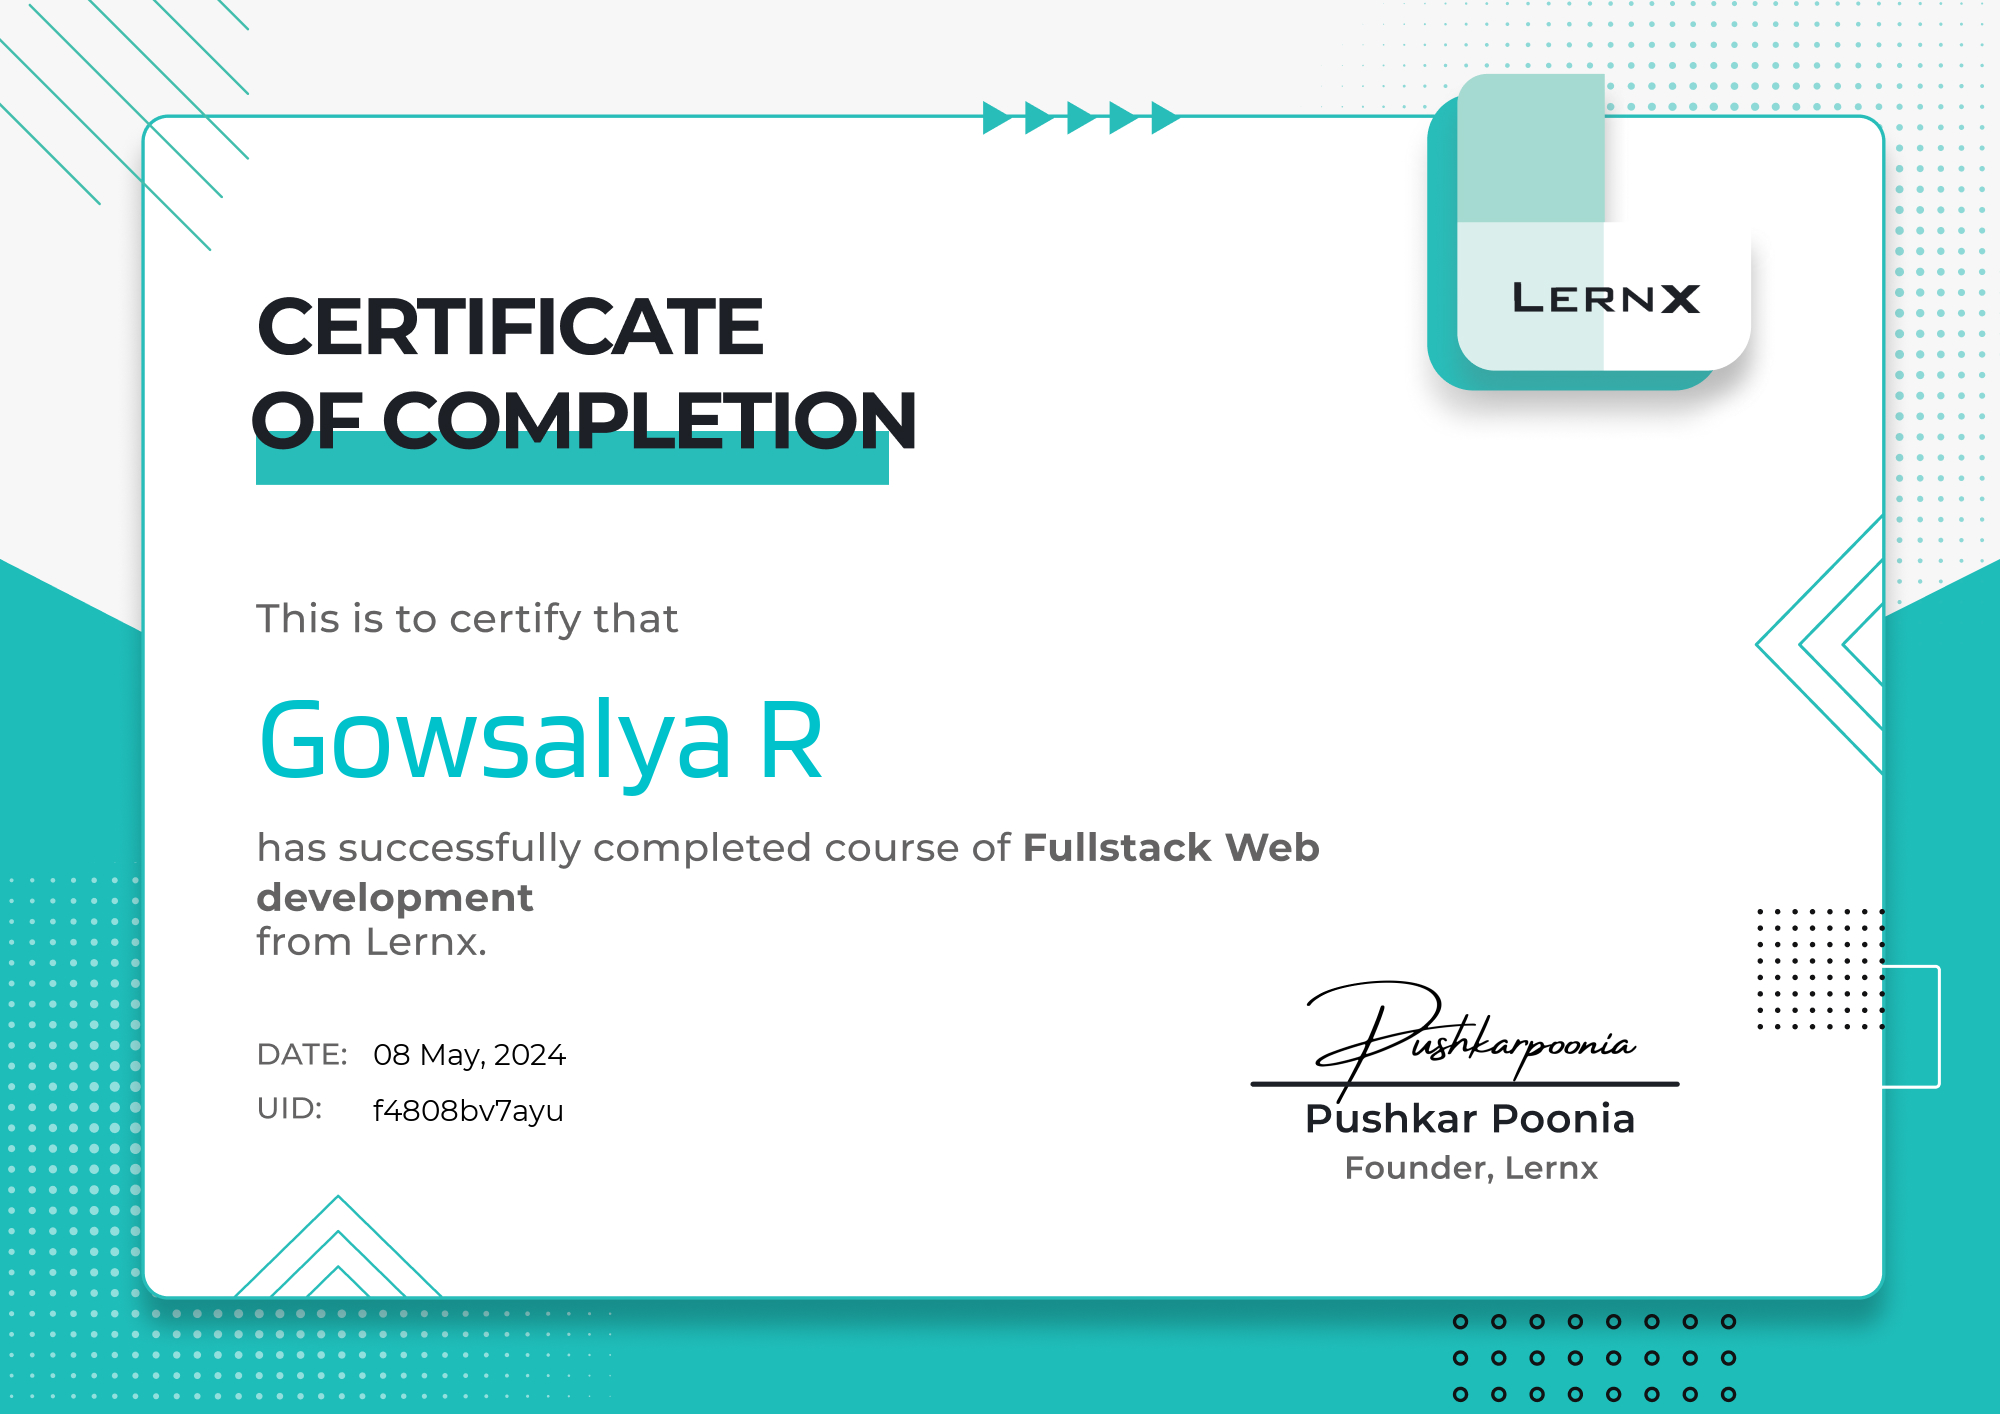 LERNX
CERTIFICATE
OF COMPLETION
This is to certify that
Gowsalya R
has successfully completed course of Fullstack Web
development
from Lernx.
DATE: 08 May, 2024
UID: f4808bv7ayu
Pushkarpoonia
Pushkar Poonia
Founder, Lernx